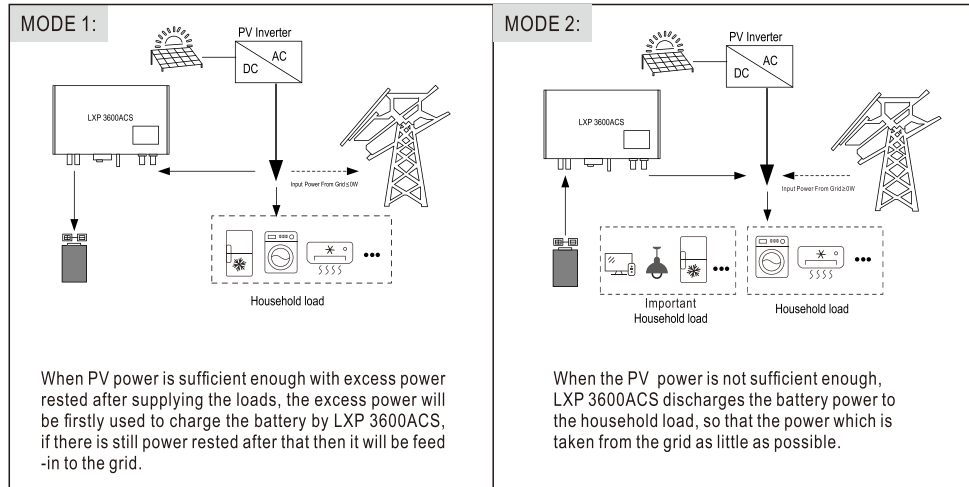 MODE 1:
PV Inverter
DC
AC
LXP 3600ACS
Input Power From Grid≤0W
Household load
When PV power is sufficient enough with excess power
rested after supplying the loads, the excess power will
be firstly used to charge the battery by LXP 3600ACS,
if there is still power rested after that then it will be feed
-in to the grid.
MODE 2:
PV Inverter
DC
AC
LXP 3600ACS
Input Power From Grid≥0W
Important
Household load
Household load
When the PV power is not sufficient enough,
LXP 3600ACS discharges the battery power to
the household load, so that the power which is
taken from the grid as little as possible.